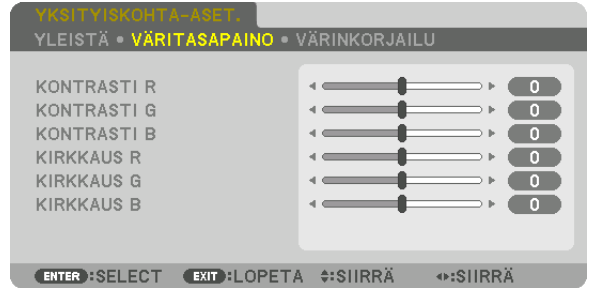 YKSITYISKOHTA-ASET.
YLEISTÄ • VÄRITASAPAINO • VÄRINKORJAILU
KONTRASTI R 0
KONTRASTI G 0
KONTRASTI B 0
KIRKKAUS R 0
KIRKKAUS G 0
KIRKKAUS B 0
ENTER :SELECT EXIT :LOPETA :SIIRRÄ :SIIRRÄ